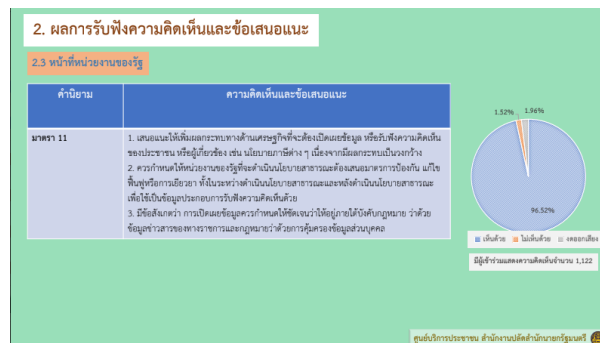 2. ผลการรับฟังความคิดเห็นและข้อเสนอแนะ
2.3 หน้าที่หน่วยงานของรัฐ
คำนิยาม
ความคิดเห็นและข้อเสนอแนะ
มาตรา 11
1. เสนอแนะให้เพิ่มผลกระทบทางด้านเศรษฐกิจที่จะต้องเปิดเผยข้อมูล หรือรับฟังความคิดเห็น
ของประชาชน หรือผู้เกี่ยวข้อง เช่น นโยบายภาษีต่าง ๆ เนื่องจากมีผลกระทบเป็นวงกว้าง
2. ควรกำหนดให้หน่วยงานของรัฐที่จะดำเนินนโยบายสาธารณะต้องเสนอมาตรการป้องกัน แก้ไข
ฟื้นฟูหรือการเยียวยา ทั้งในระหว่างดำเนินนโยบายสาธารณะและหลังดำเนินนโยบายสาธารณะ
เพื่อใช้เป็นข้อมูลประกอบการรับฟังความคิดเห็นด้วย
3. มีข้อสังเกตว่า การเปิดเผยข้อมูลควรกำหนดให้ชัดเจนว่าให้อยู่ภายใต้บังคับกฎหมาย ว่าด้วย
ข้อมูลข่าวสารของทางราชการและกฎหมายว่าด้วยการคุ้มครองข้อมูลส่วนบุคคล
1.52% 1.96%
96.52%
เห็นด้วย ไม่เห็นด้วย งดออกเสียง
มีผู้เข้าร่วมแสดงความคิดเห็นจำนวน 1,122
ศูนย์บริการประชาชน สำนักงานปลัดสำนักนายกรัฐมนตรี